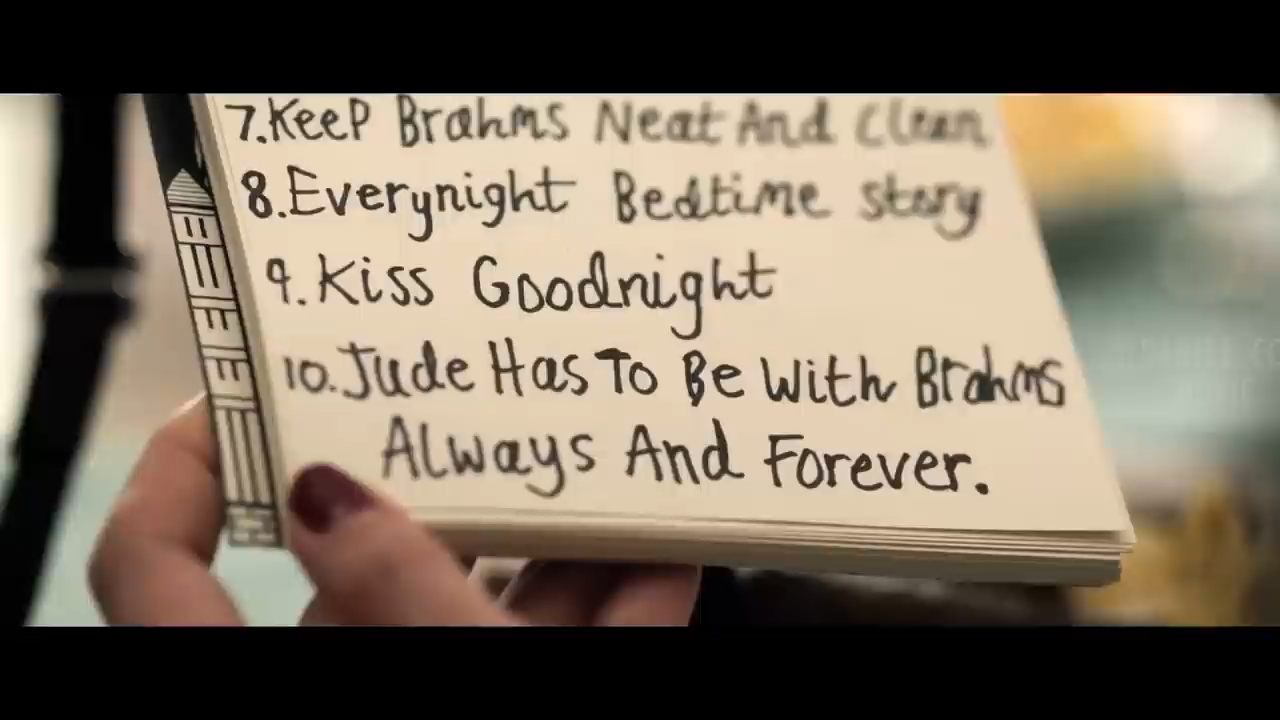 7.Keep Brahms Neat And Clean
8.Everynight Bedtime story
9.Kiss Goodnight
10.Jude Has To Be With Brahms
Always And Forever.